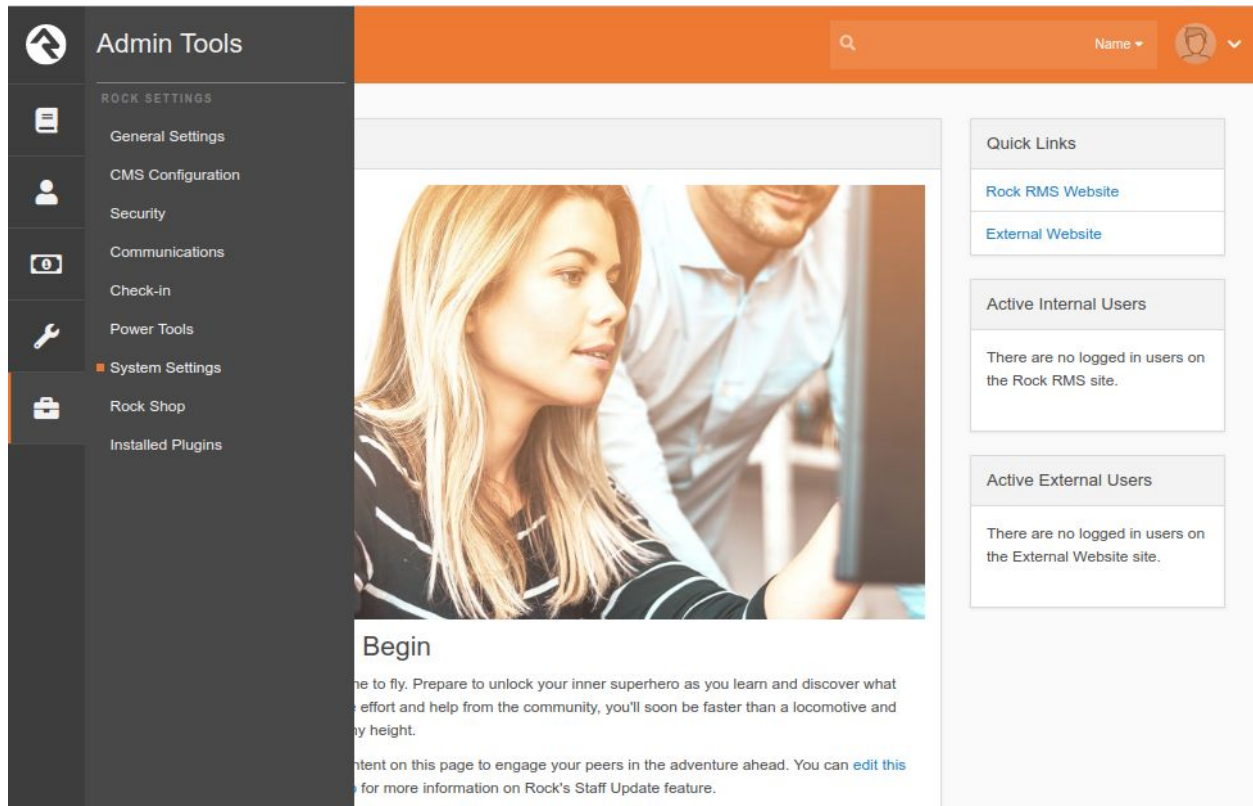 Admin Tools
Name
ROCK SETTINGS
General Settings
CMS Configuration
Security
Communications
Check-in
Power Tools
System Settings
Rock Shop
Installed Plugins
Begin
to fly. Prepare to unlock your inner superhero as you learn and discover what
effort and help from the community, you'll soon be faster than a locomotive and
height.
on this page to engage your peers in the adventure ahead. You can edit this
for more information on Rock's Staff Update feature.
Quick Links
Rock RMS Website
External Website
Active Internal Users
There are no logged in users on
the Rock RMS site.
Active External Users
There are no logged in users on
the External Website site.